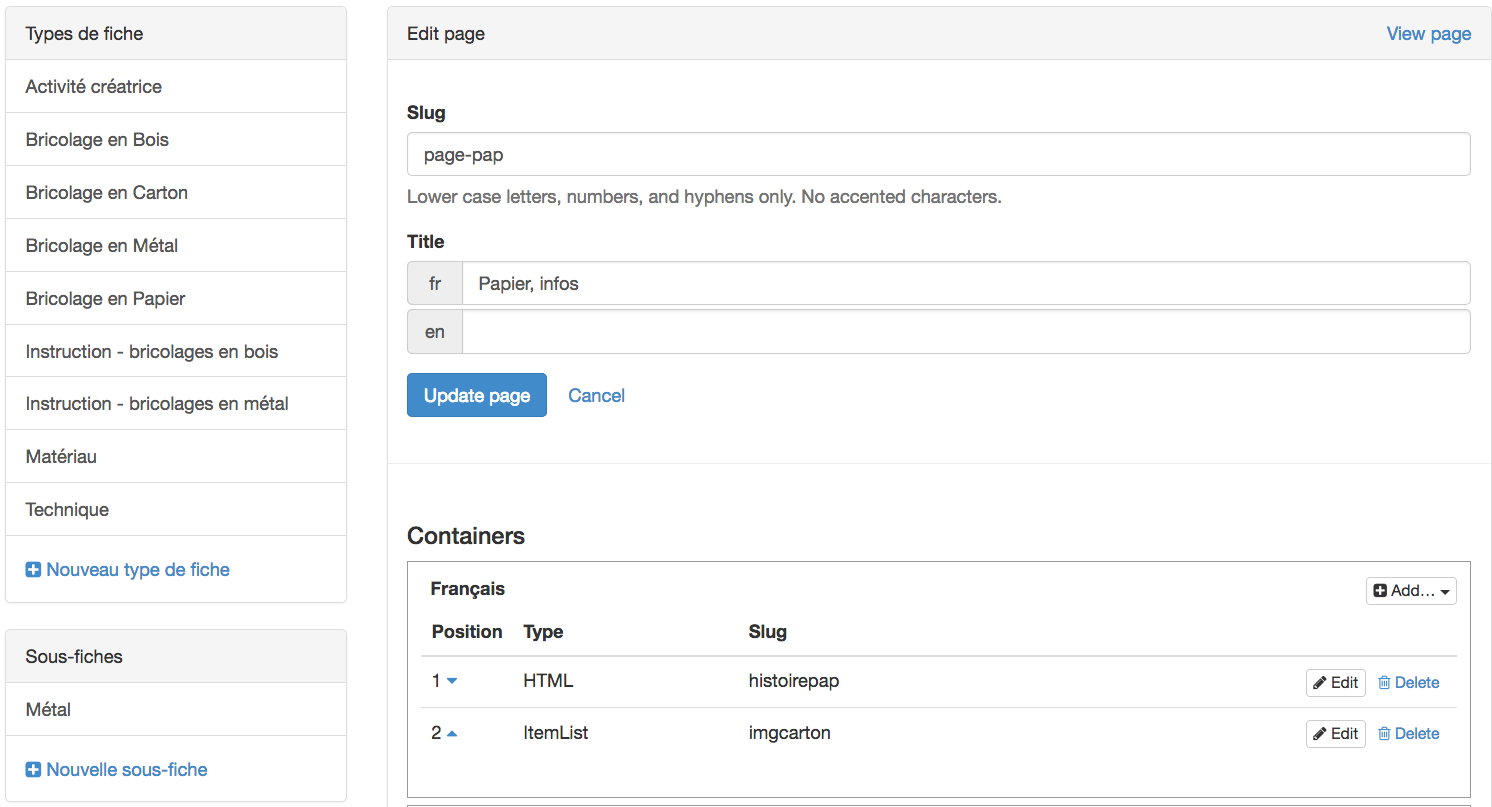 Types de fiche
Activité créatrice
Bricolage en Bois
Bricolage en Carton
Bricolage en Métal
Bricolage en Papier
Instruction - bricolages en bois
Instruction - bricolages en métal
Matériau
Technique
Nouveau type de fiche
Sous-fiches
Métal
Nouvelle sous-fiche
Edit page View page
Slug
page-pap
Lower case letters, numbers, and hyphens only. No accented characters.
Title
fr Papier, infos
en
Update page Cancel
Containers
Français Add...
Position Type Slug
1 HTML histoirepap Edit Delete
2 ItemList imgcarton Edit Delete